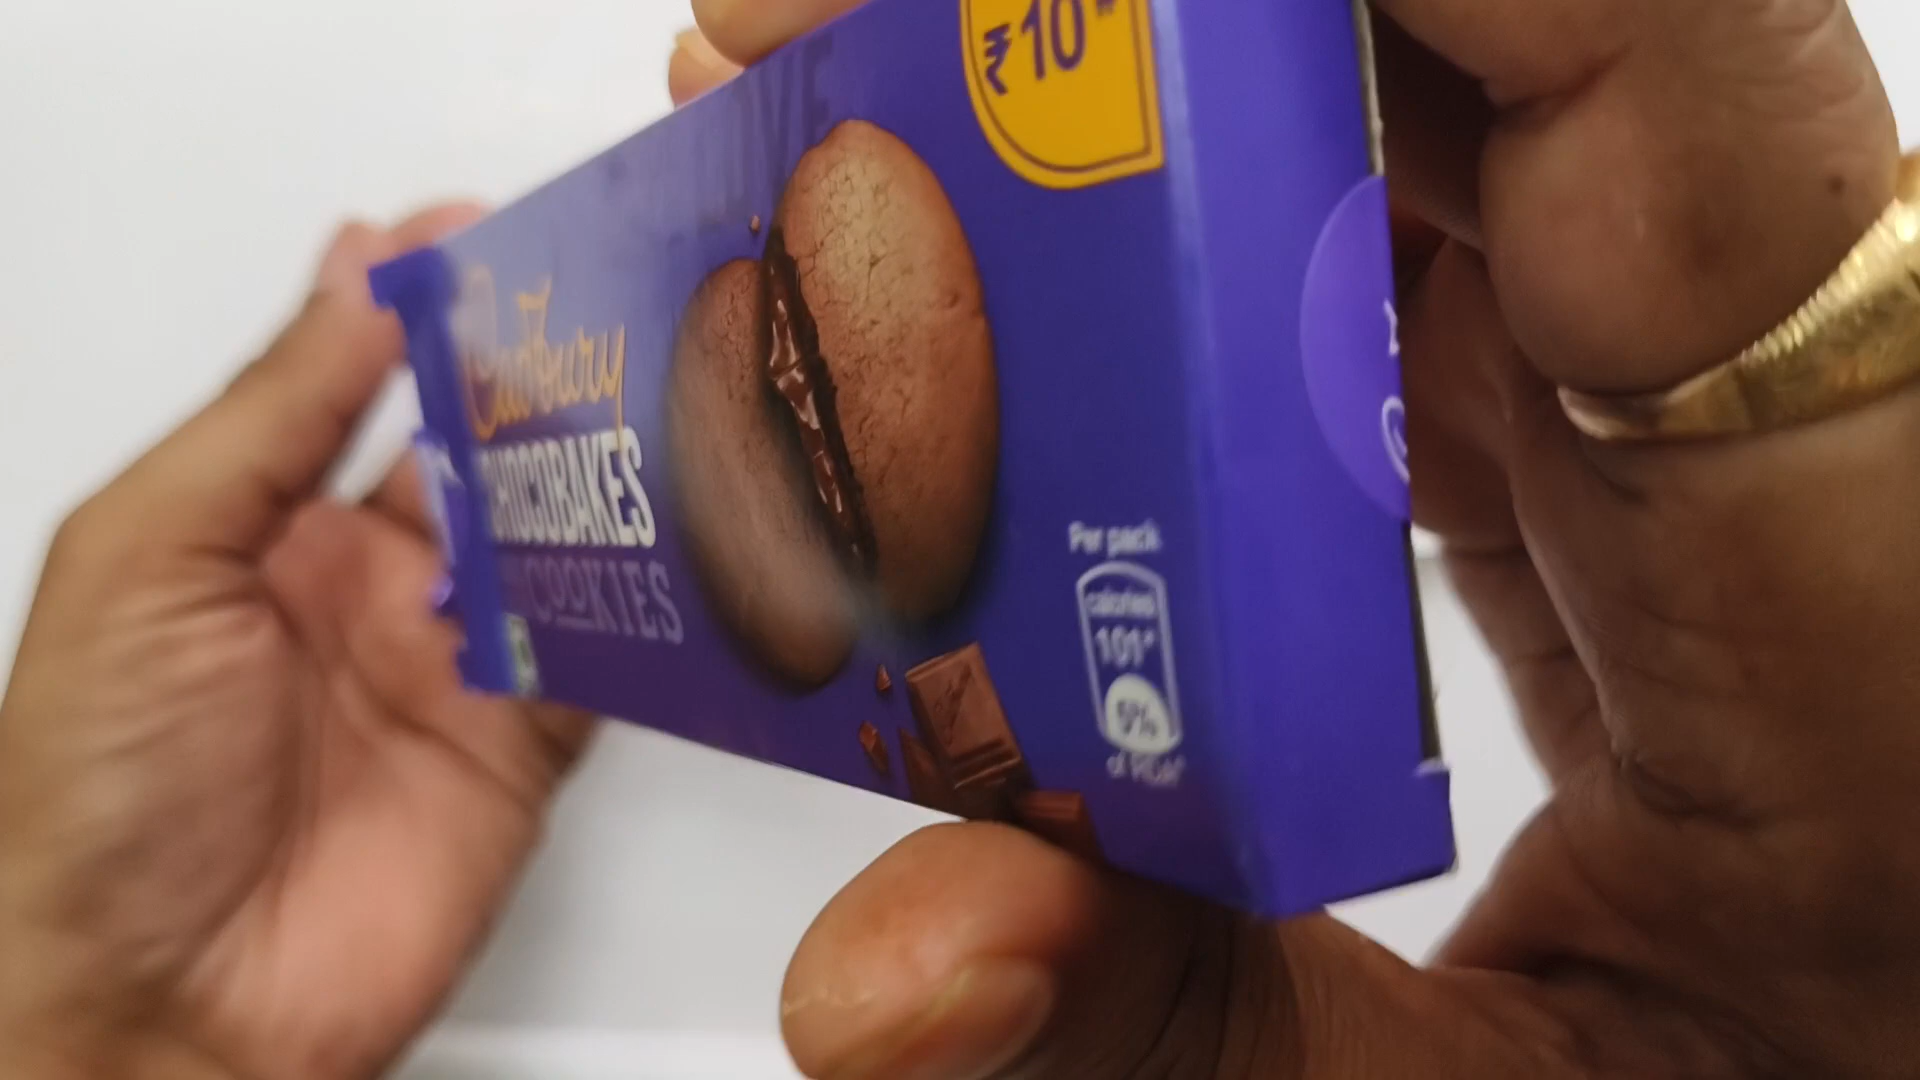 ₹10*
Cadbury
CHOCOBAKES
COOKIES
Per pack
calories
101*
5%
of RDA*